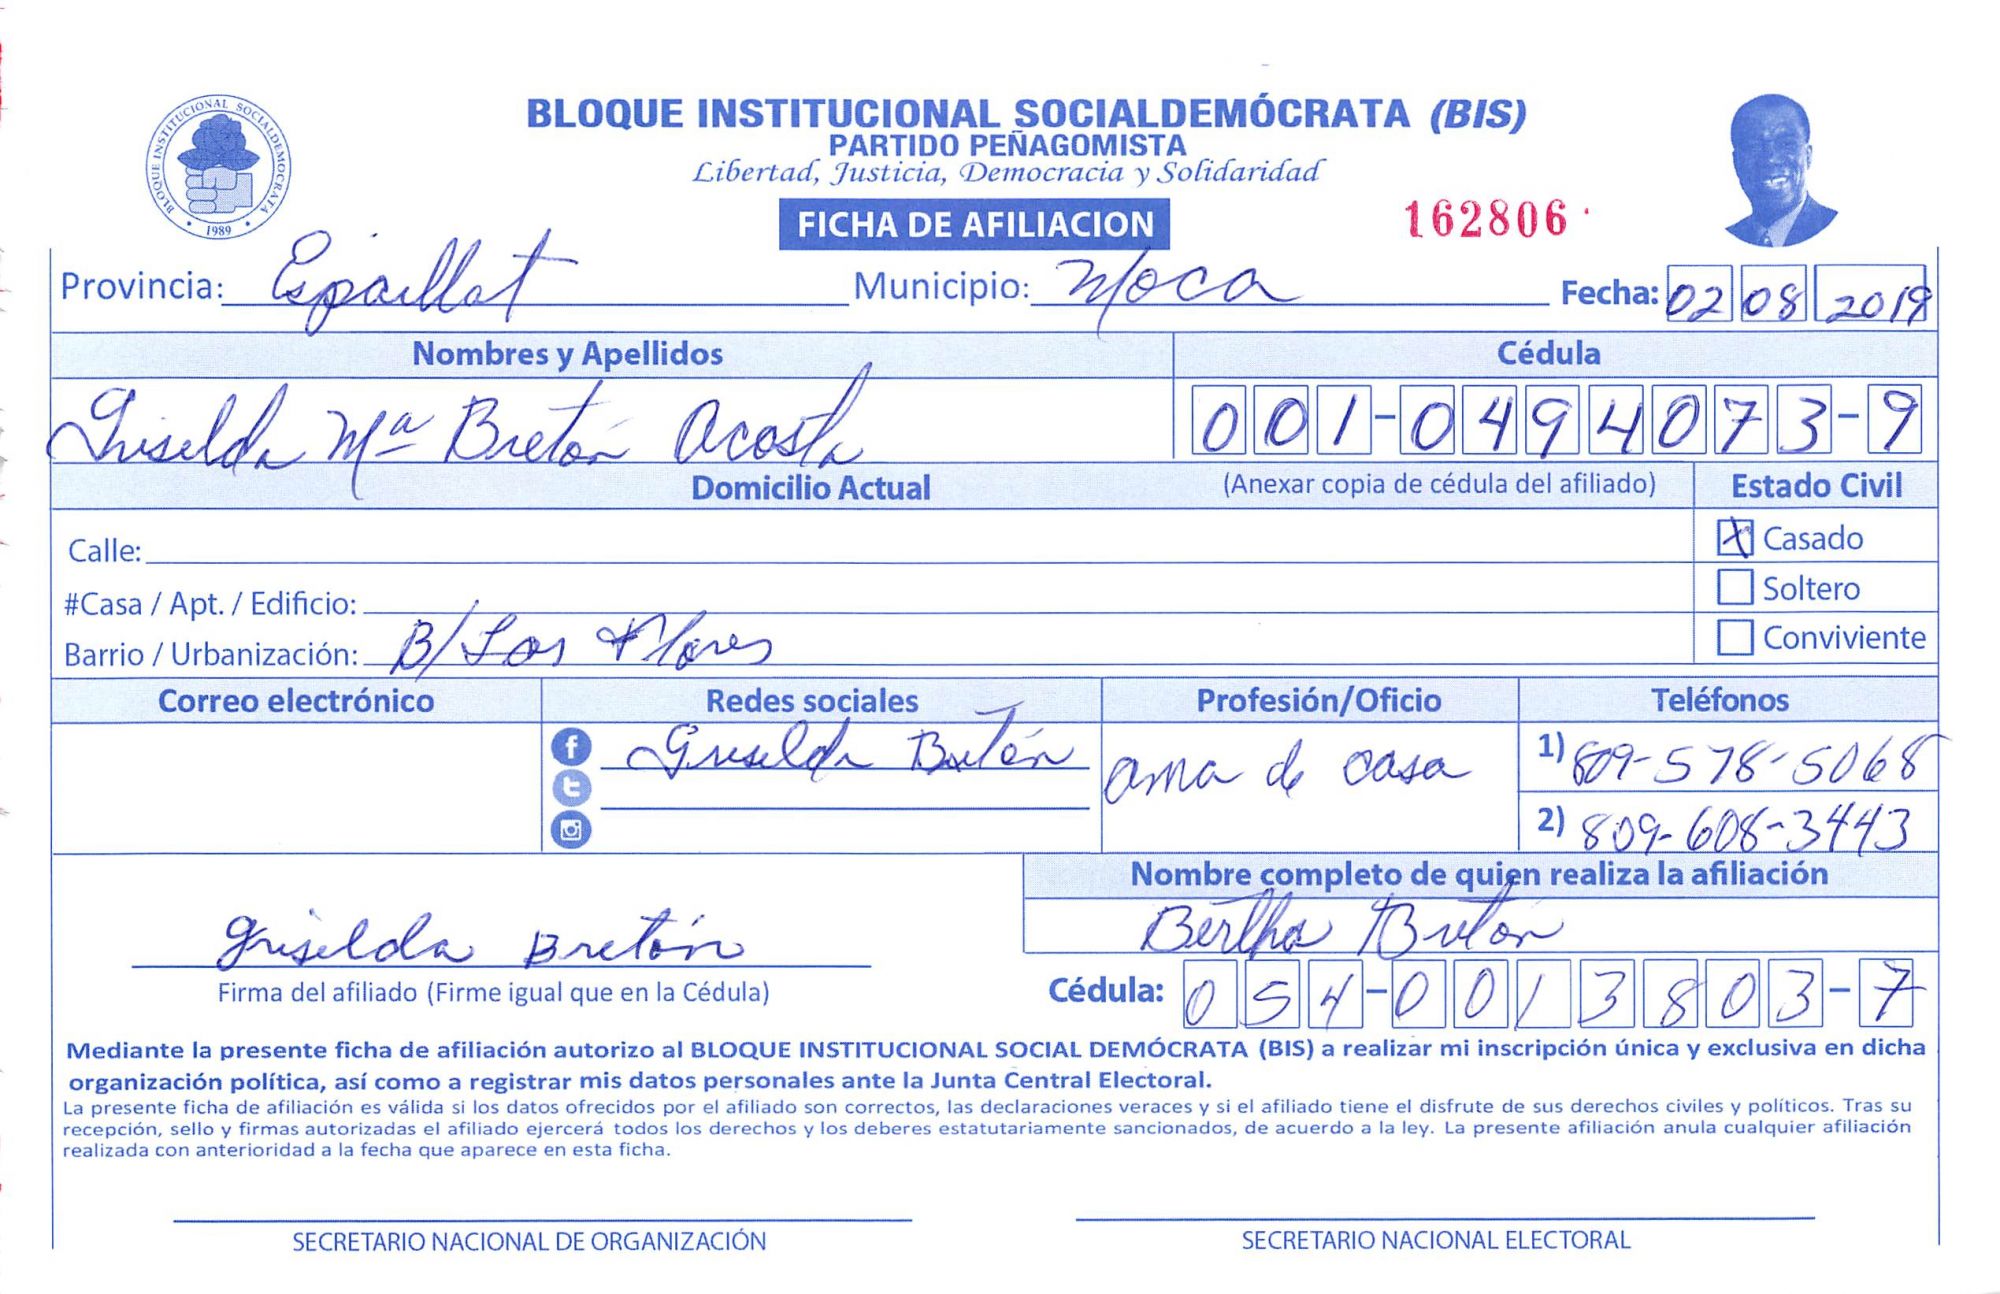 BLOQUE INSTITUCIONAL SOCIALDEMOCRATA
1989
BLOQUE INSTITUCIONAL SOCIALDEMÓCRATA (BIS)
PARTIDO PEÑAGOMISTA
Libertad, Justicia, Democracia y Solidaridad
FICHA DE AFILIACION
162806
Provincia: Espaillat Municipio: Moca Fecha: 02 08 2019
Nombres y Apellidos Cédula
Griselda Mª Bretón Acosta 001-0494073-9
Domicilio Actual (Anexar copia de cédula del afiliado) Estado Civil
Calle: X Casado
#Casa / Apt. / Edificio: Soltero
Barrio / Urbanización: B/ Los Flores Conviviente
Correo electrónico Redes sociales Profesión/Oficio Teléfonos
Griselda Bretón ama de casa 1) 809-578-5068
2) 809-608-3443
Nombre completo de quien realiza la afiliación
Griselda Bretón Bertha Bretón
Firma del afiliado (Firme igual que en la Cédula) Cédula: 054-0013803-7
Mediante la presente ficha de afiliación autorizo al BLOQUE INSTITUCIONAL SOCIAL DEMÓCRATA (BIS) a realizar mi inscripción única y exclusiva en dicha
organización política, así como a registrar mis datos personales ante la Junta Central Electoral.
La presente ficha de afiliación es válida si los datos ofrecidos por el afiliado son correctos, las declaraciones veraces y si el afiliado tiene el disfrute de sus derechos civiles y políticos. Tras su
recepción, sello y firmas autorizadas el afiliado ejercerá todos los derechos y los deberes estatutariamente sancionados, de acuerdo a la ley. La presente afiliación anula cualquier afiliación
realizada con anterioridad a la fecha que aparece en esta ficha.
SECRETARIO NACIONAL DE ORGANIZACIÓN SECRETARIO NACIONAL ELECTORAL